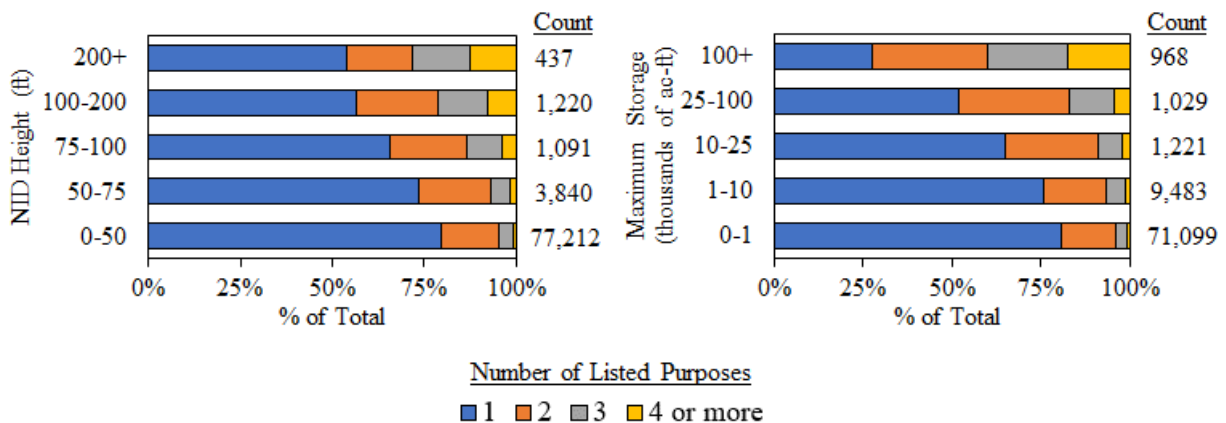 Count
200+ 437
100-200 1,220
75-100 1,091
50-75 3,840
0-50 77,212
0% 25% 50% 75% 100%
% of Total
NID Height (ft)
Count
100+ 968
25-100 1,029
10-25 1,221
1-10 9,483
0-1 71,099
0% 25% 50% 75% 100%
% of Total
Maximum Storage
(thousands of ac-ft)
Number of Listed Purposes
1 2 3 4 or more